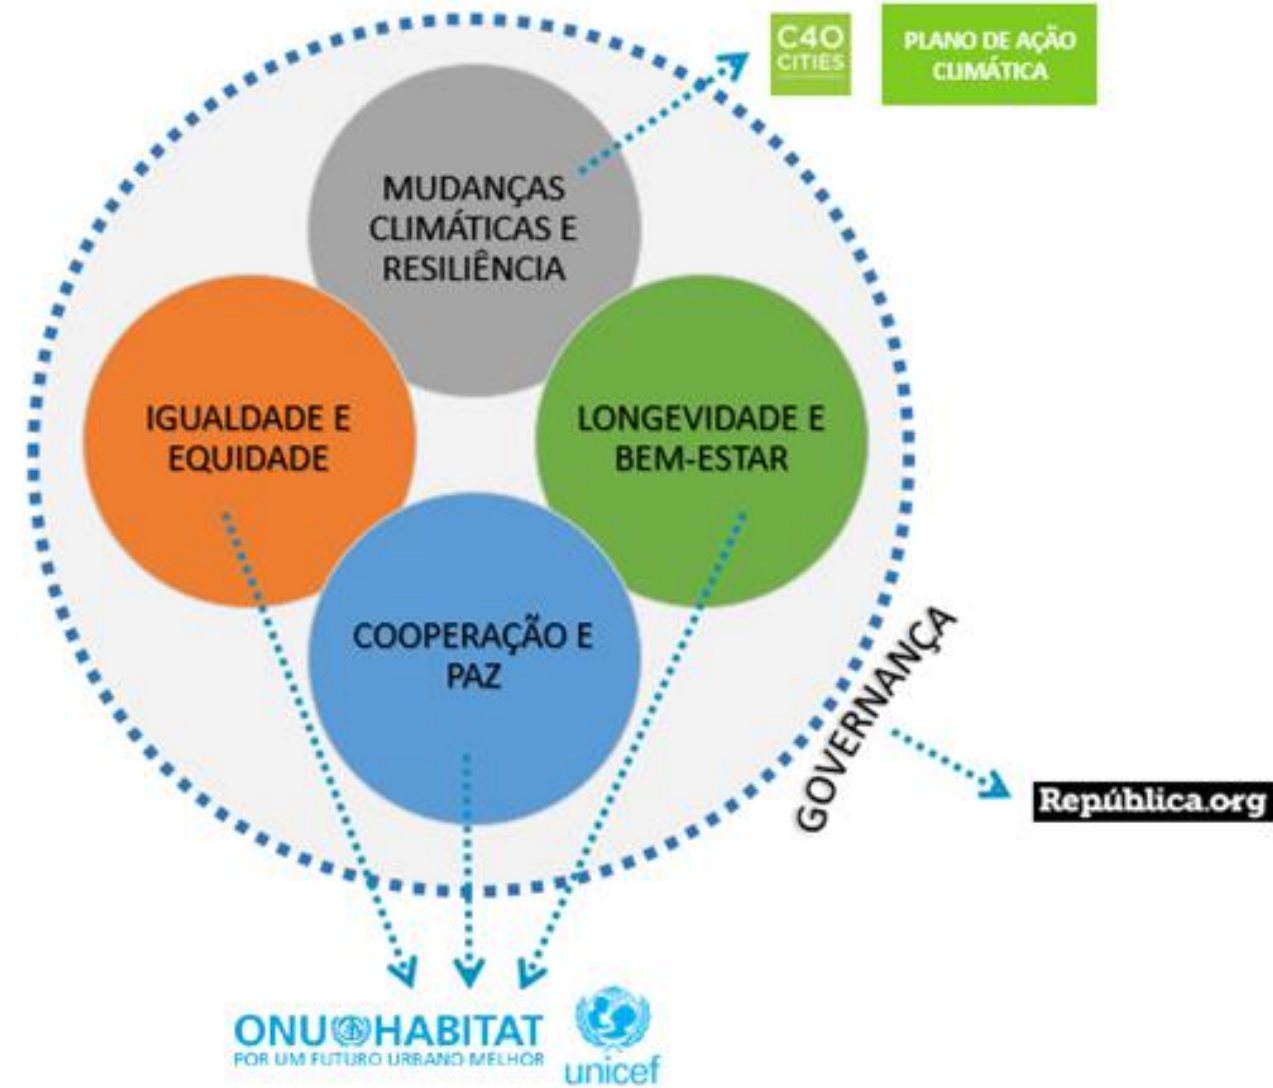 C40
CITIES
PLANO DE AÇÃO
CLIMÁTICA
MUDANÇAS
CLIMÁTICAS E
RESILIÊNCIA
IGUALDADE E
EQUIDADE
LONGEVIDADE E
BEM-ESTAR
COOPERAÇÃO E
PAZ
GOVERNANÇA
República.org
ONU HABITAT
POR UM FUTURO URBANO MELHOR
unicef